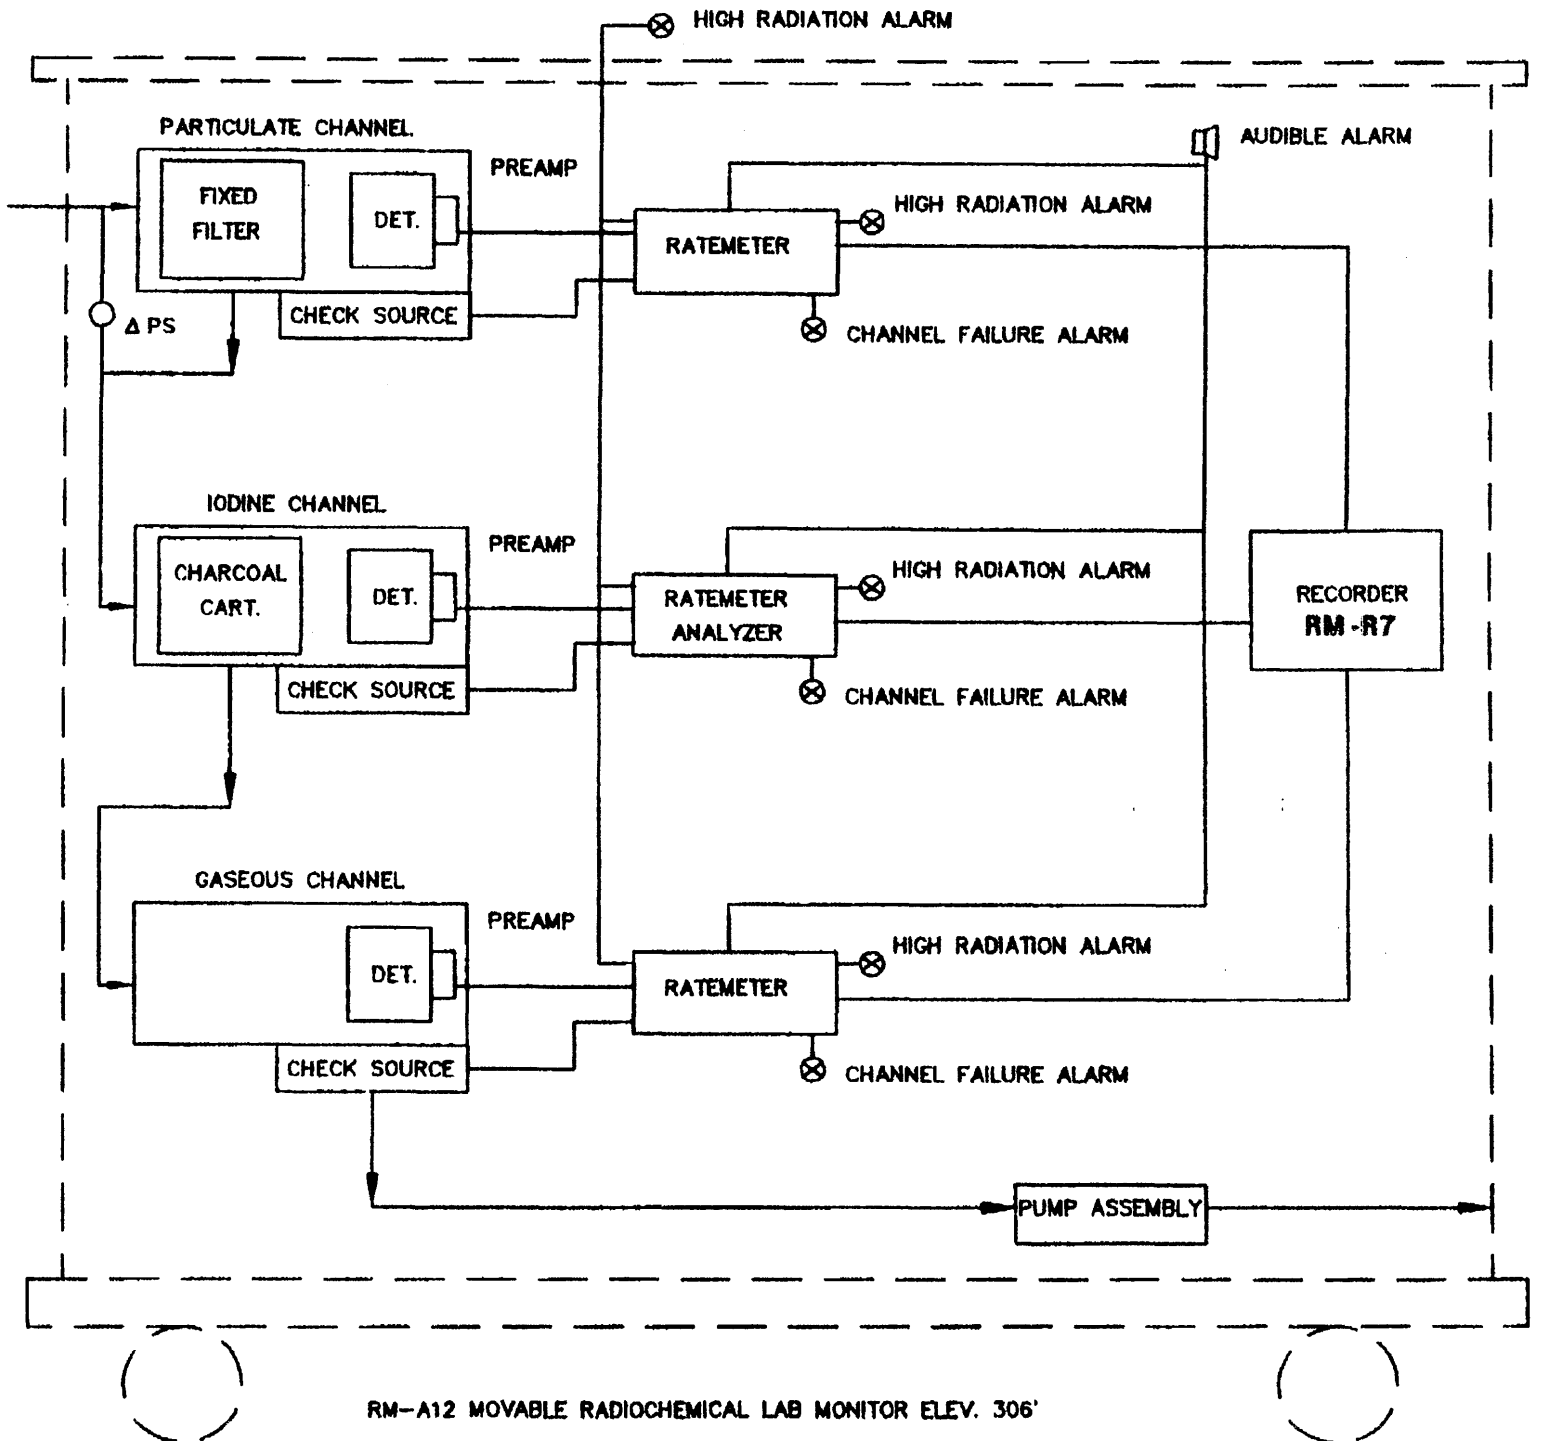 HIGH RADIATION ALARM
AUDIBLE ALARM
PARTICULATE CHANNEL
PREAMP
FIXED
FILTER
DET.
RATEMETER
HIGH RADIATION ALARM
CHECK SOURCE
Δ PS
CHANNEL FAILURE ALARM
IODINE CHANNEL
PREAMP
CHARCOAL
CART.
DET.
RATEMETER
ANALYZER
HIGH RADIATION ALARM
RECORDER
RM-R7
CHECK SOURCE
CHANNEL FAILURE ALARM
GASEOUS CHANNEL
PREAMP
DET.
RATEMETER
HIGH RADIATION ALARM
CHECK SOURCE
CHANNEL FAILURE ALARM
PUMP ASSEMBLY
RM-A12 MOVABLE RADIOCHEMICAL LAB MONITOR ELEV. 306'